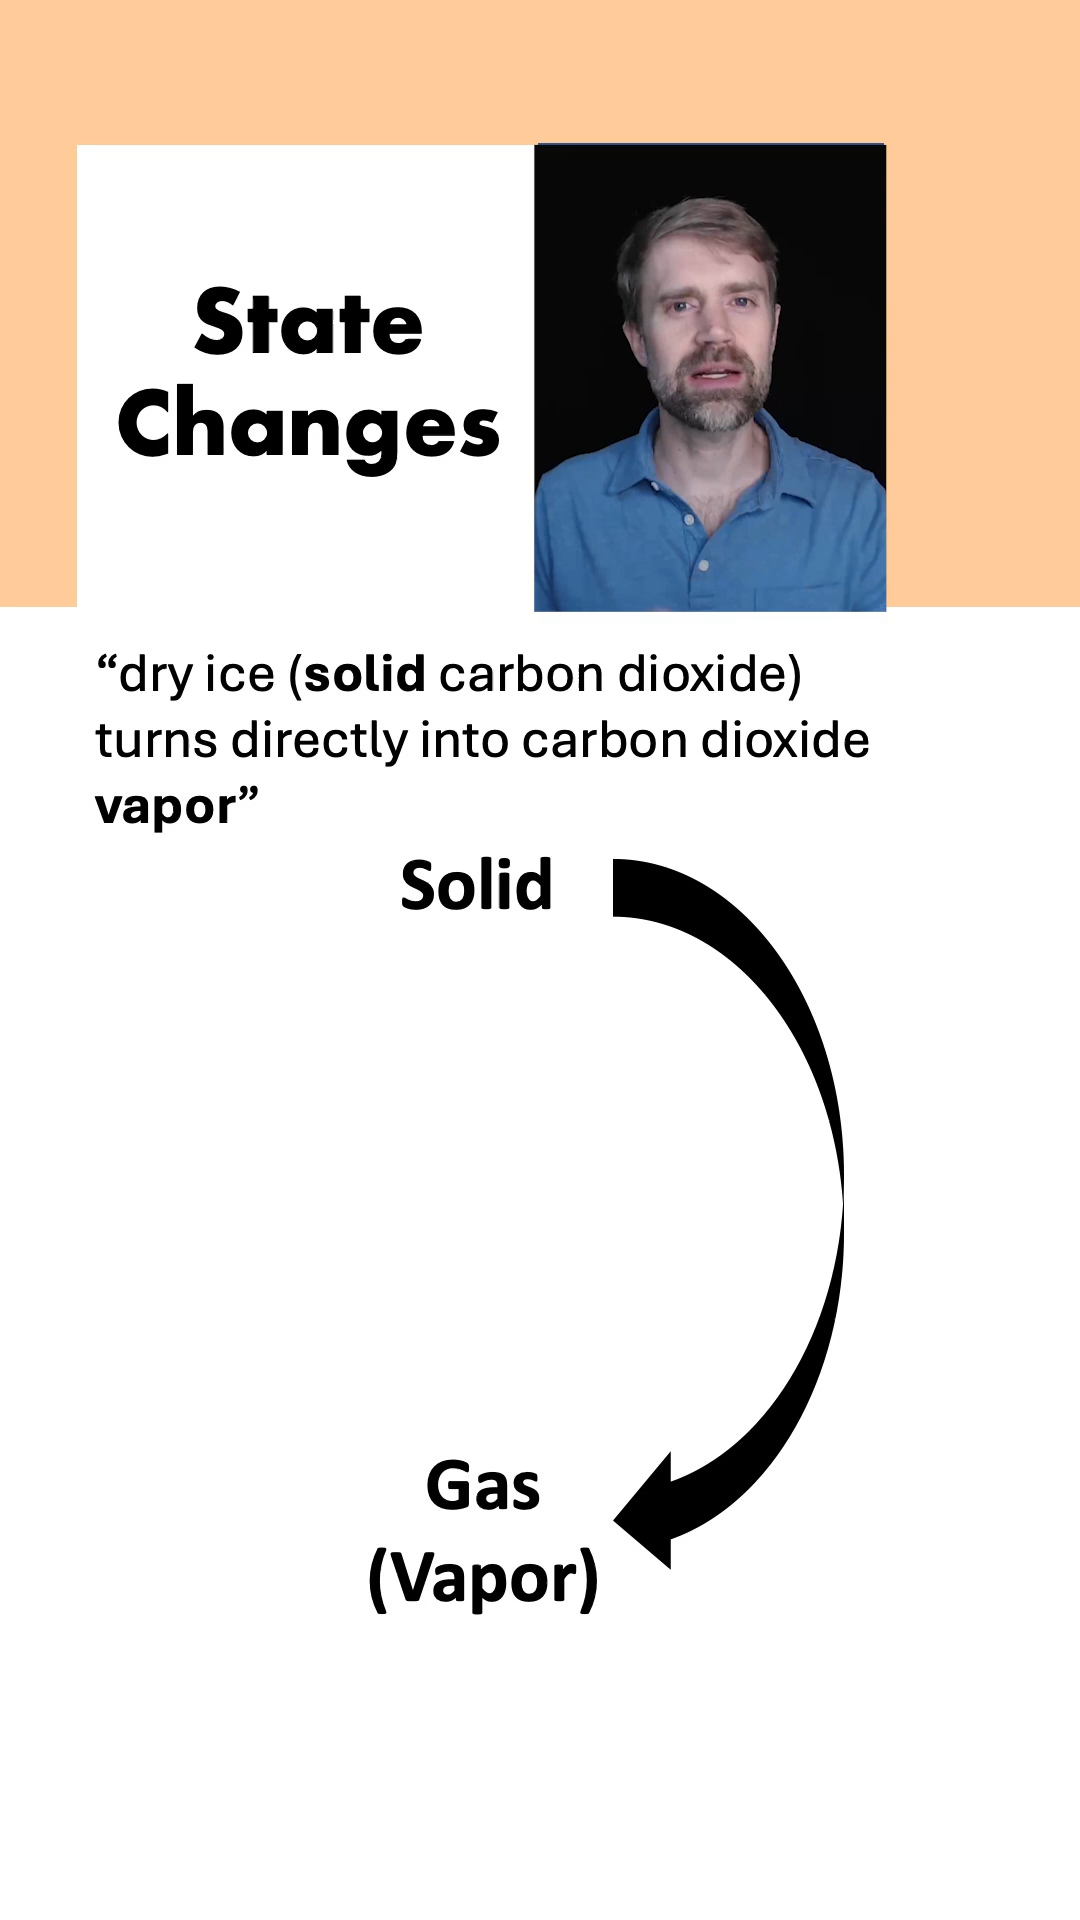 State
Changes
“dry ice (solid carbon dioxide)
turns directly into carbon dioxide
vapor”
Solid
Gas
(Vapor)